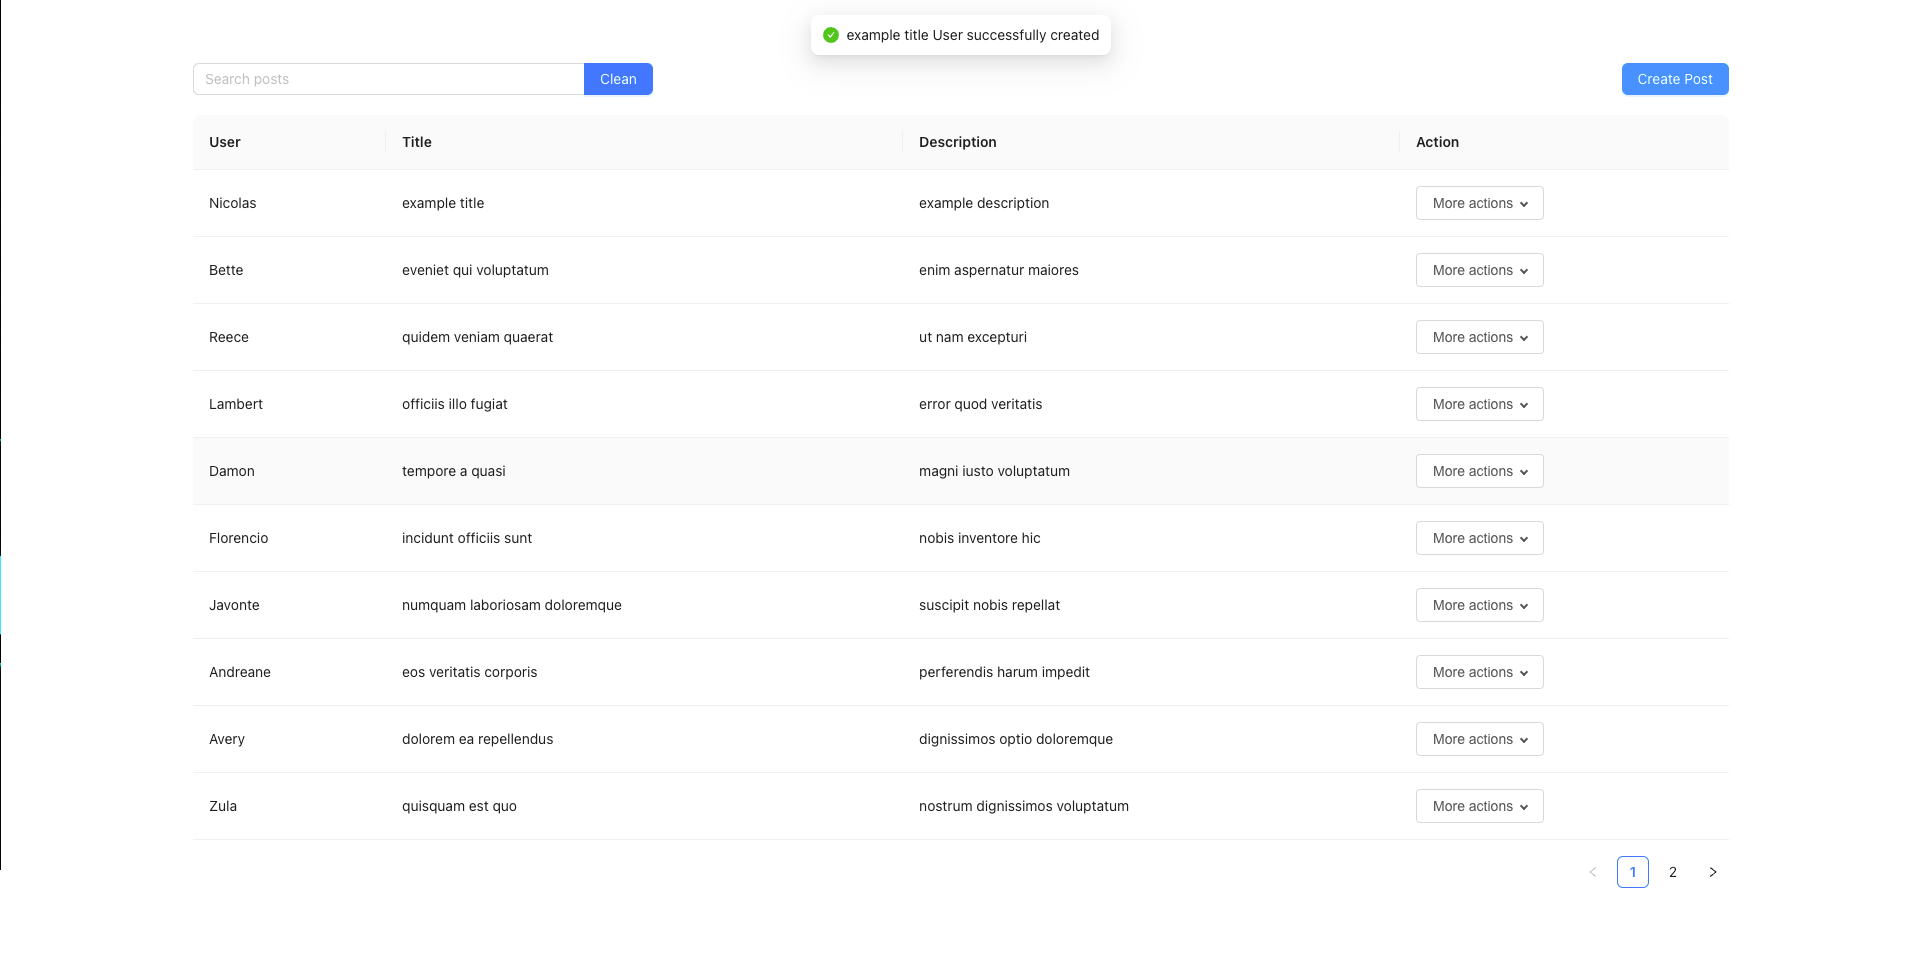 example title User successfully created
Search posts Clean Create Post
User Title Description Action
Nicolas example title example description More actions
Bette eveniet qui voluptatum enim aspernatur maiores More actions
Reece quidem veniam quaerat ut nam excepturi More actions
Lambert officiis illo fugiat error quod veritatis More actions
Damon tempore a quasi magni iusto voluptatum More actions
Florencio incidunt officiis sunt nobis inventore hic More actions
Javonte numquam laboriosam doloremque suscipit nobis repellat More actions
Andreane eos veritatis corporis perferendis harum impedit More actions
Avery dolorem ea repellendus dignissimos optio doloremque More actions
Zula quisquam est quo nostrum dignissimos voluptatum More actions
1 2